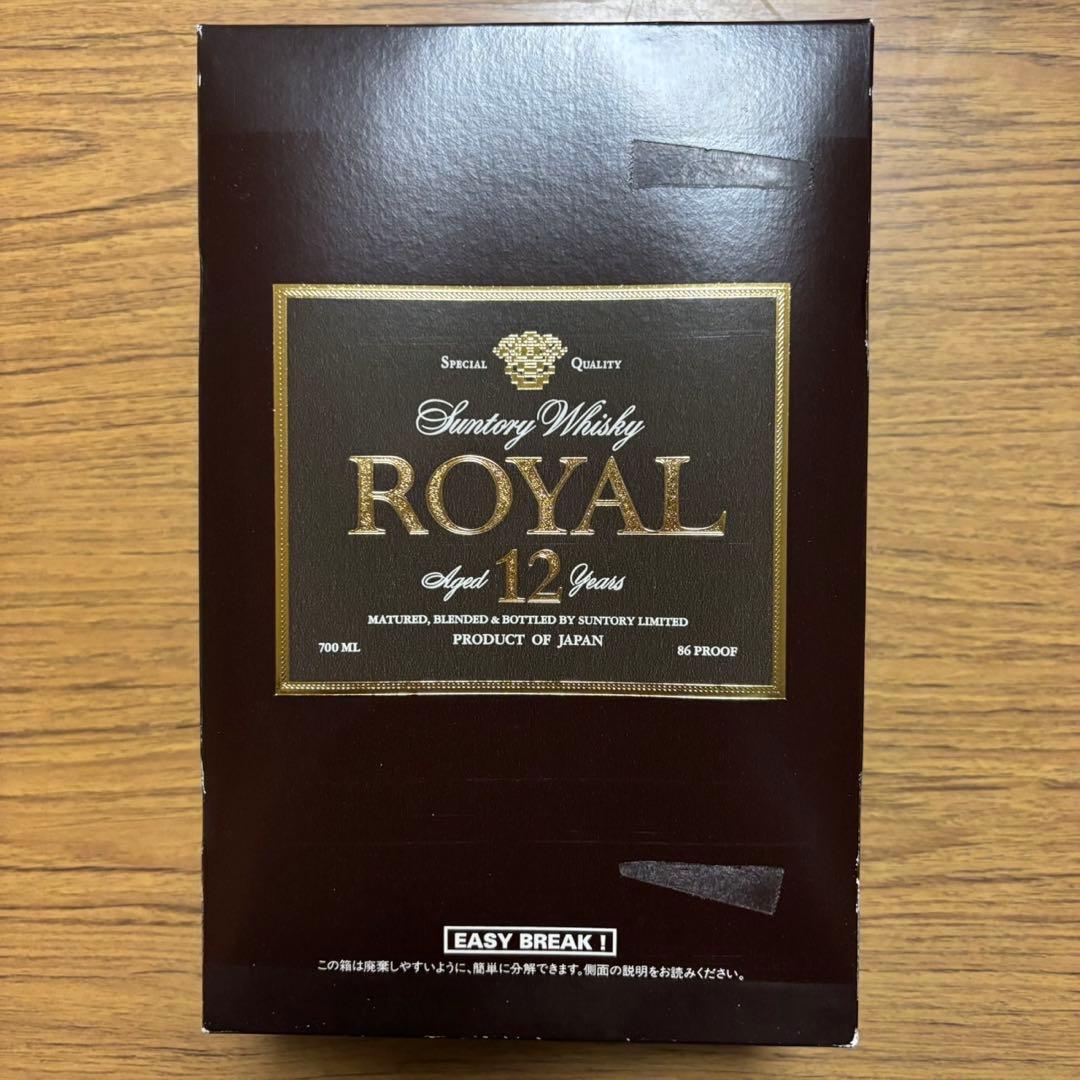 SPECIAL QUALITY
Suntory Whisky
ROYAL
Aged 12 Years
MATURED, BLENDED & BOTTLED BY SUNTORY LIMITED
700 ML PRODUCT OF JAPAN 86 PROOF
EASY BREAK!
この箱は廃棄しやすいように、簡単に分解できます。側面の説明をお読みください。